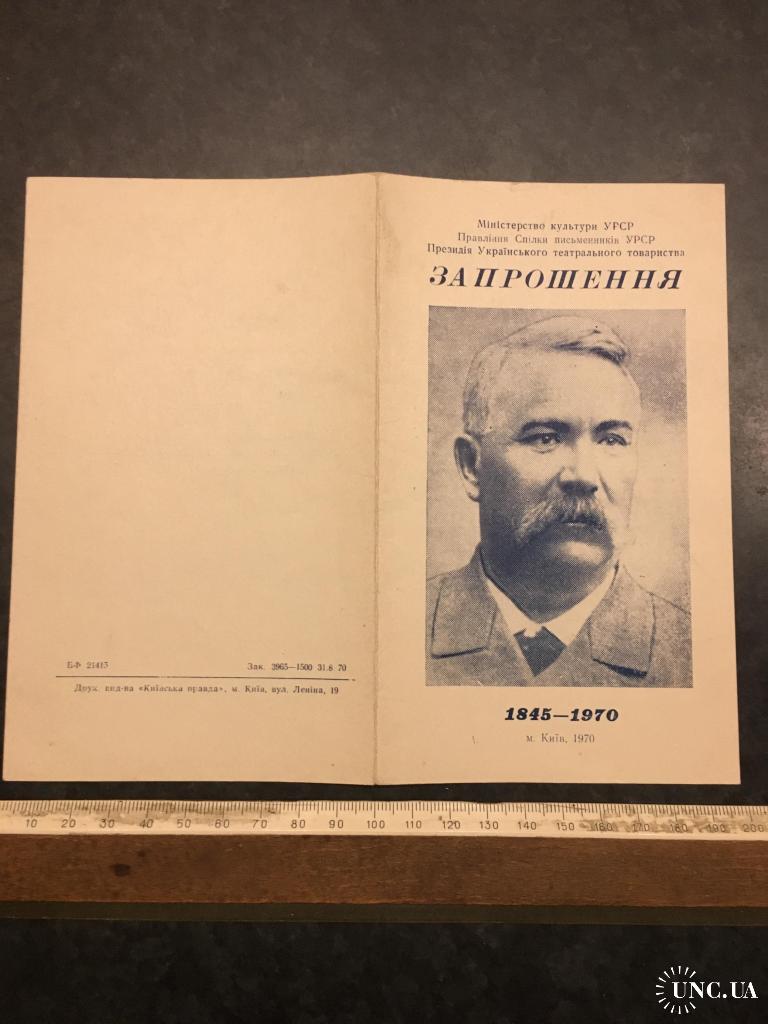 Міністерство культури УРСР
Правління Спілки письменників УРСР
Президія Українського театрального товариства
ЗАПРОШЕННЯ
1845—1970
м. Київ, 1970
Б-Ф 21415
Зак. 3965—1500 31.8 70
Друк. вид-ва «Київська правда», м. Київ, вул. Леніна, 19
10 20 30 40 50 60 70 80 90 100 110 120 130 140 150 160 170 180 190 200
UNC.UA